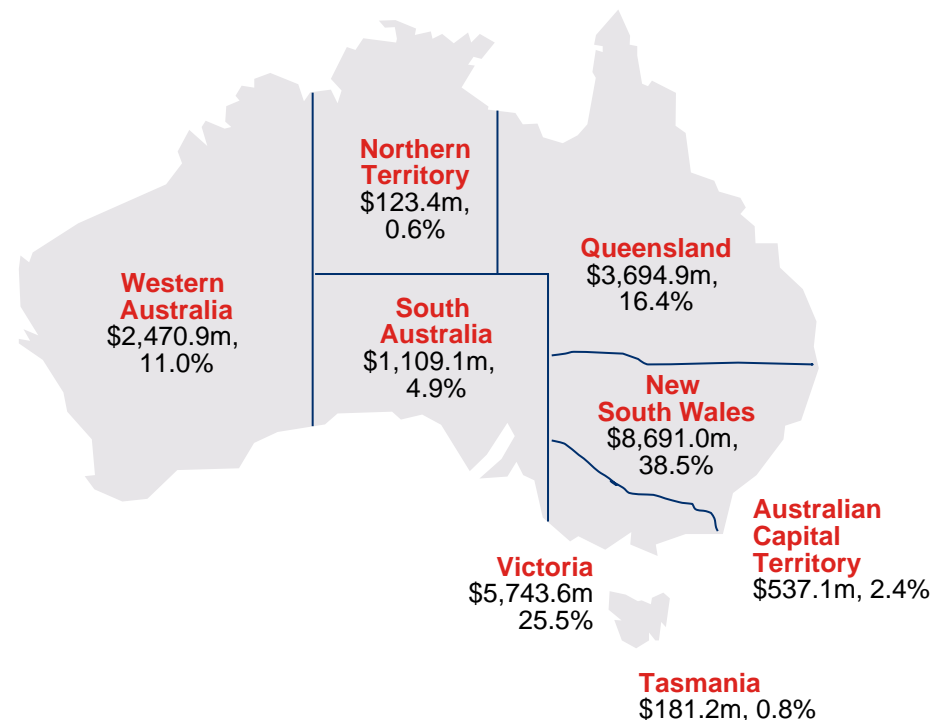 Northern
Territory
$123.4m,
0.6%
Queensland
$3,694.9m,
16.4%
Western
Australia
$2,470.9m,
11.0%
South
Australia
$1,109.1m,
4.9%
New
South Wales
$8,691.0m,
38.5%
Australian
Capital
Territory
$537.1m, 2.4%
Victoria
$5,743.6m
25.5%
Tasmania
$181.2m, 0.8%